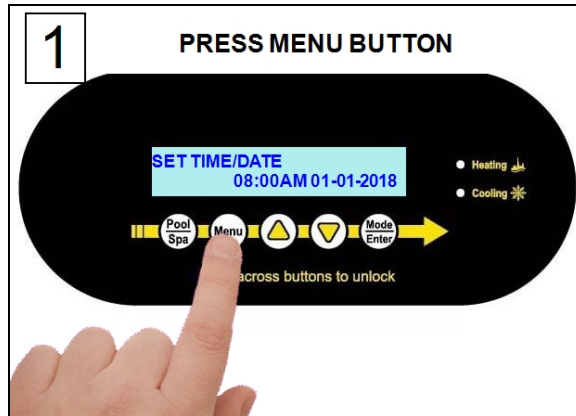 1
PRESS MENU BUTTON
SET TIME/DATE
08:00AM 01-01-2018
Heating
Cooling
Pool
Spa
Menu
Mode
Enter
across buttons to unlock